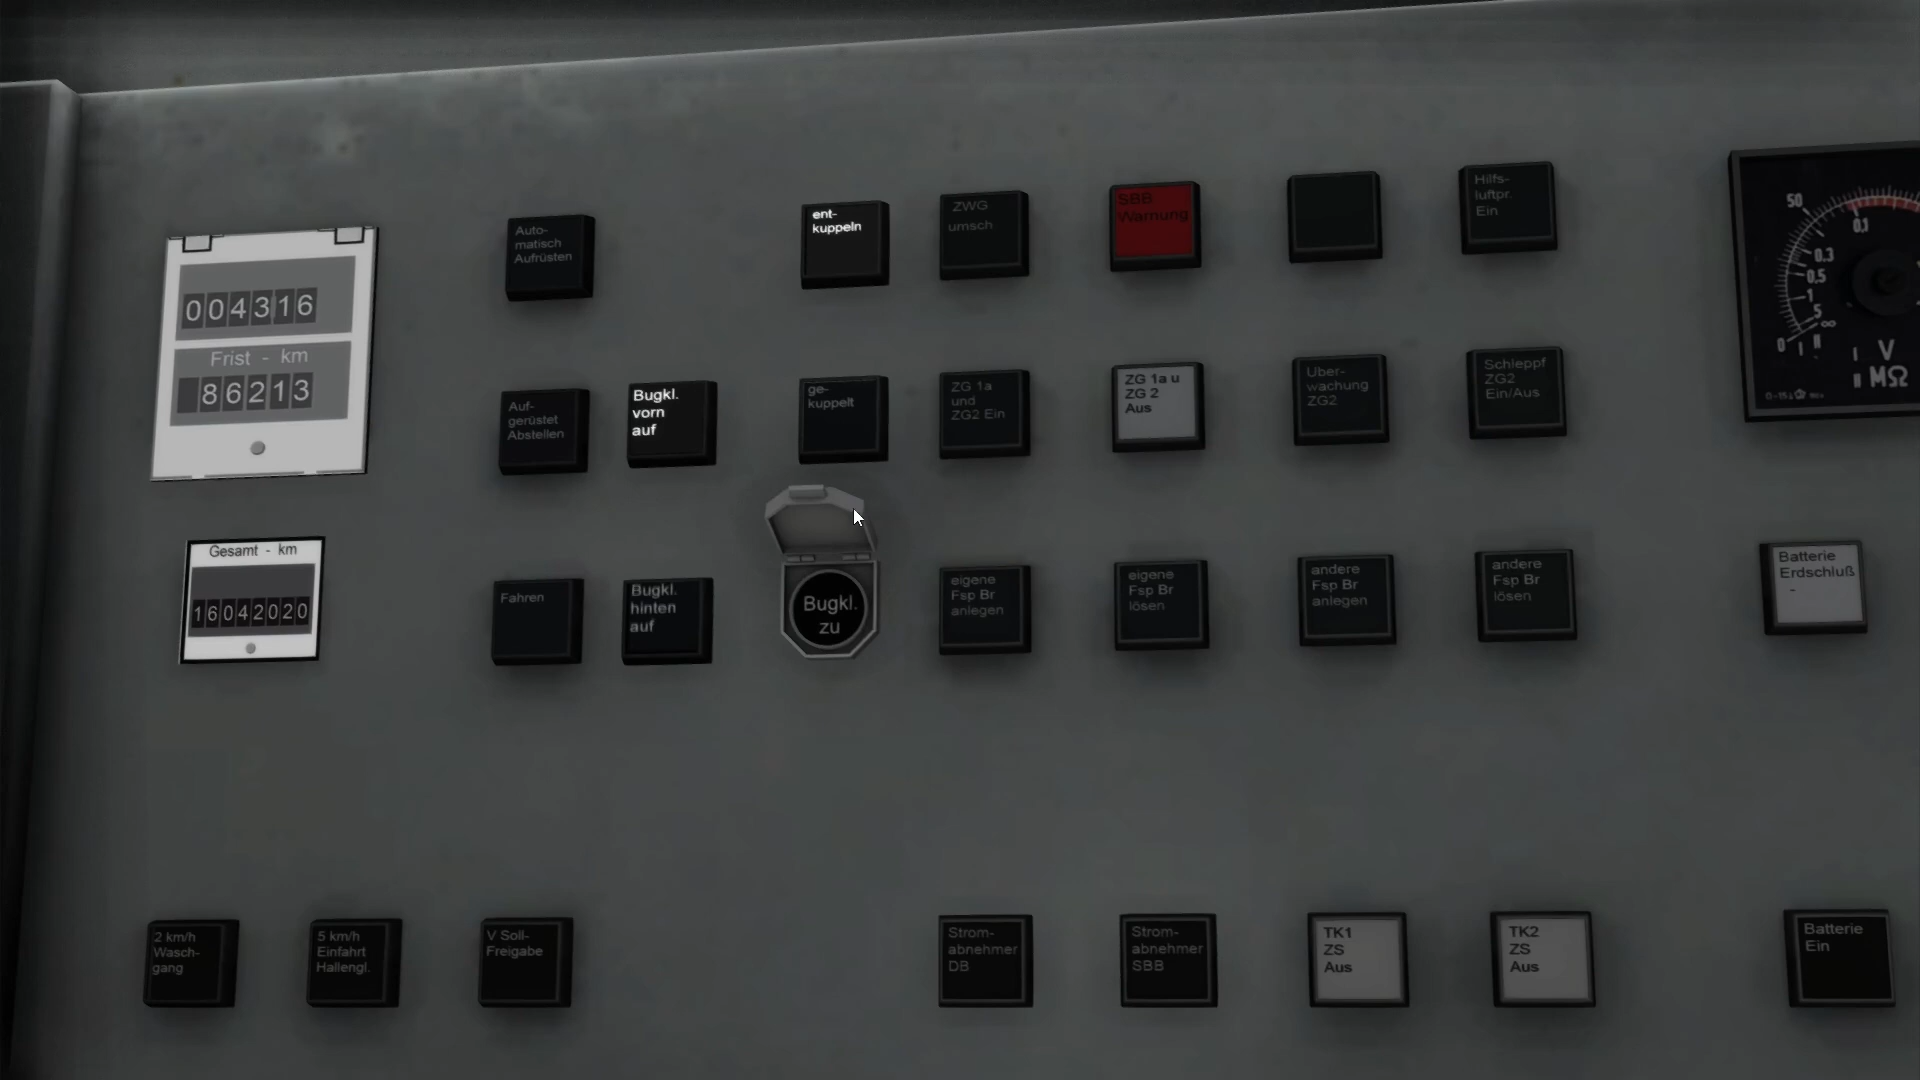 004316
Frist - km
86213
Gesamt - km
16042020
Auto-
matisch
Aufrüsten
ent-
kuppeln
ZWG
umsch
SBB
Warnung
Hilfs-
luftpr.
Ein
Auf-
gerüstet
Abstellen
Bugkl.
vorn
auf
ge-
kuppelt
ZG 1a
und
ZG2 Ein
ZG 1a u
ZG 2
Aus
Über-
wachung
ZG2
Schleppf
ZG2
Ein/Aus
50
0,1
0,3
0,5
1
5
∞
0
I
II
I V
II MΩ
Fahren
Bugkl.
hinten
auf
Bugkl.
zu
eigene
Fsp Br
anlegen
eigene
Fsp Br
lösen
andere
Fsp Br
anlegen
andere
Fsp Br
lösen
Batterie
Erdschluß
-
2 km/h
Wasch-
gang
5 km/h
Einfahrt
Hallengl.
V Soll-
Freigabe
Strom-
abnehmer
DB
Strom-
abnehmer
SBB
TK1
ZS
Aus
TK2
ZS
Aus
Batterie
Ein